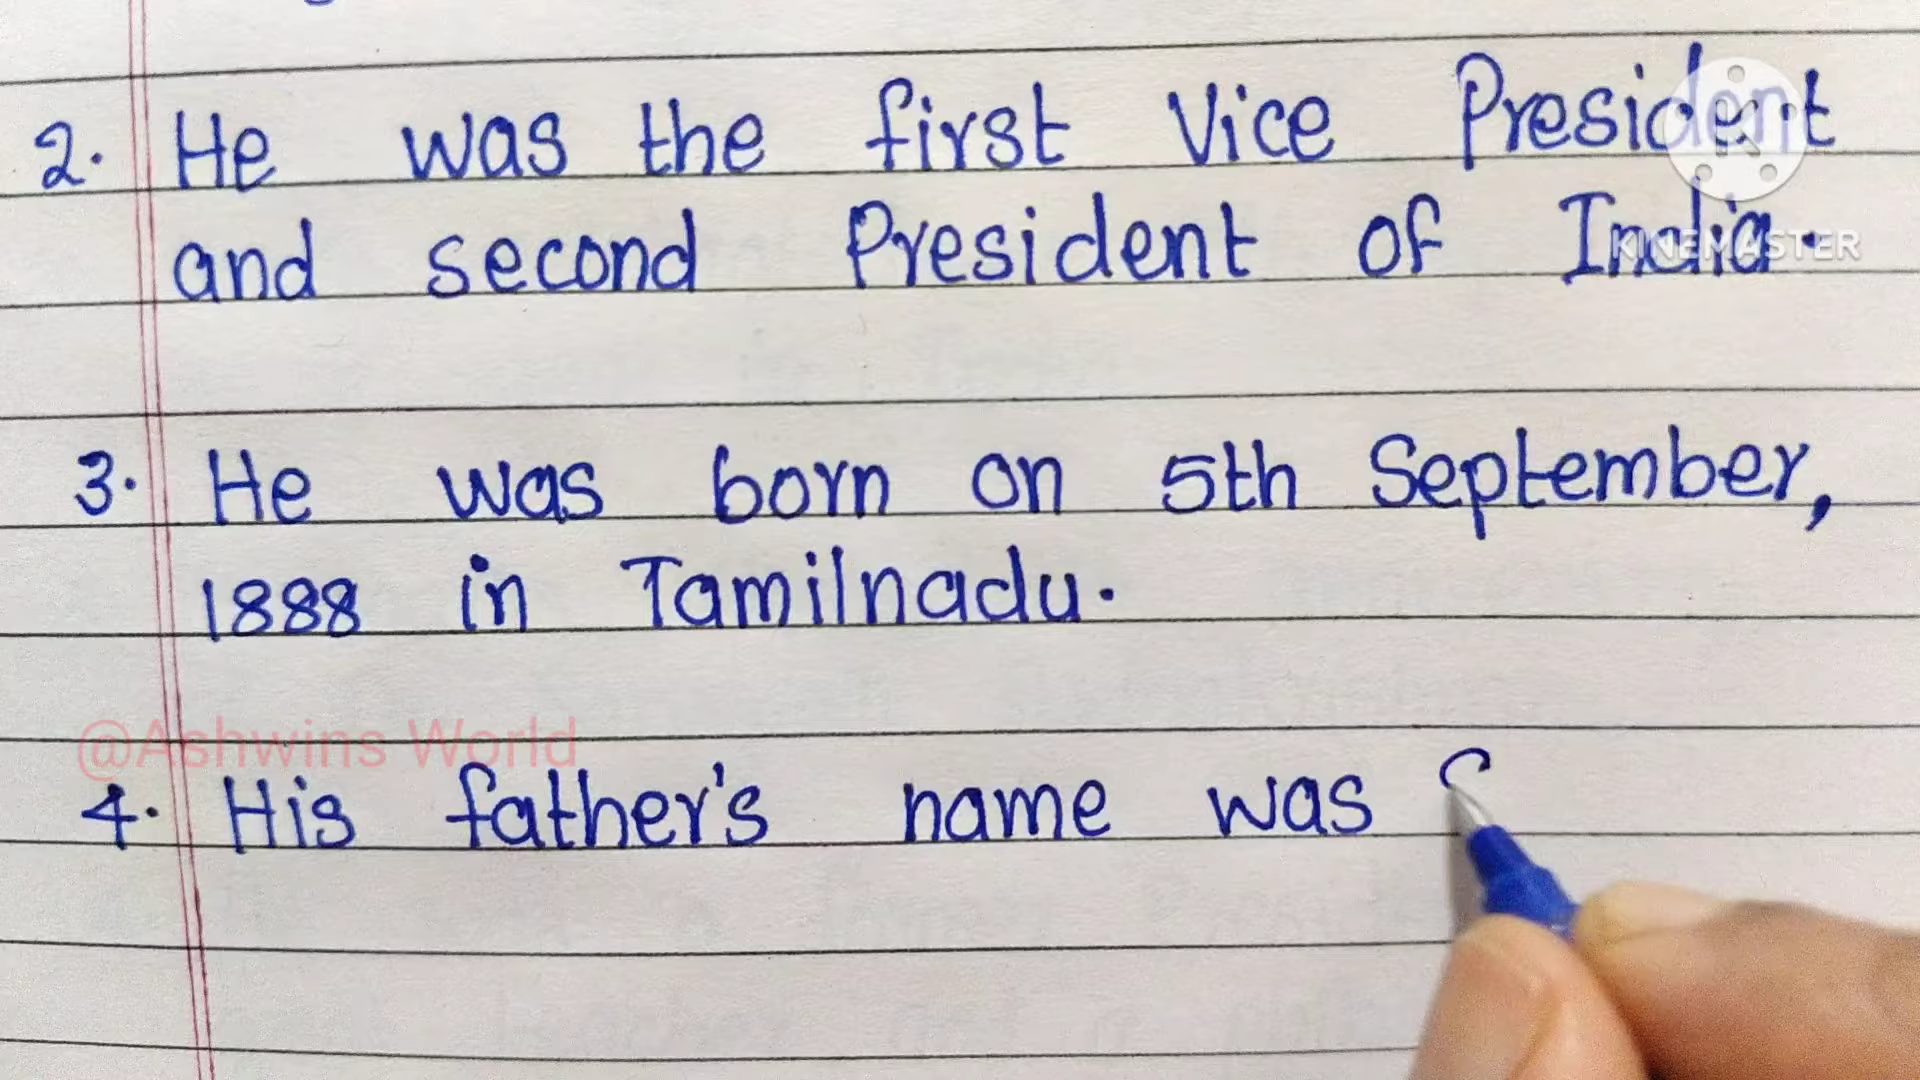 2. He was the first Vice President
and second President of India.
KINEMASTER
3. He was born on 5th September,
1888 in Tamilnadu.
@Ashwins World
4. His father's name was